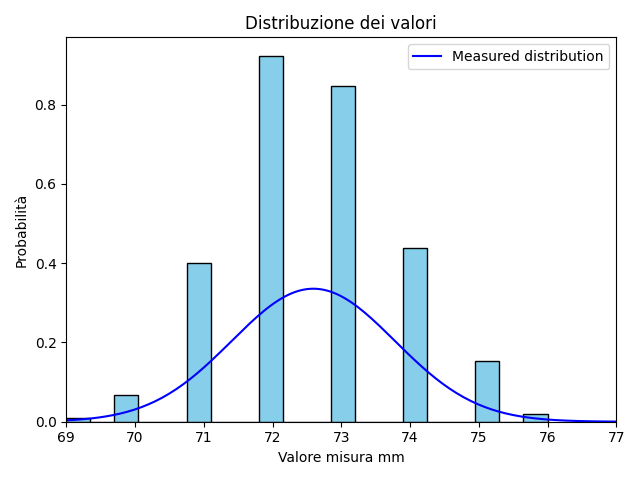 Distribuzione dei valori
Measured distribution
Probabilità
0.8
0.6
0.4
0.2
0.0
69 70 71 72 73 74 75 76 77
Valore misura mm